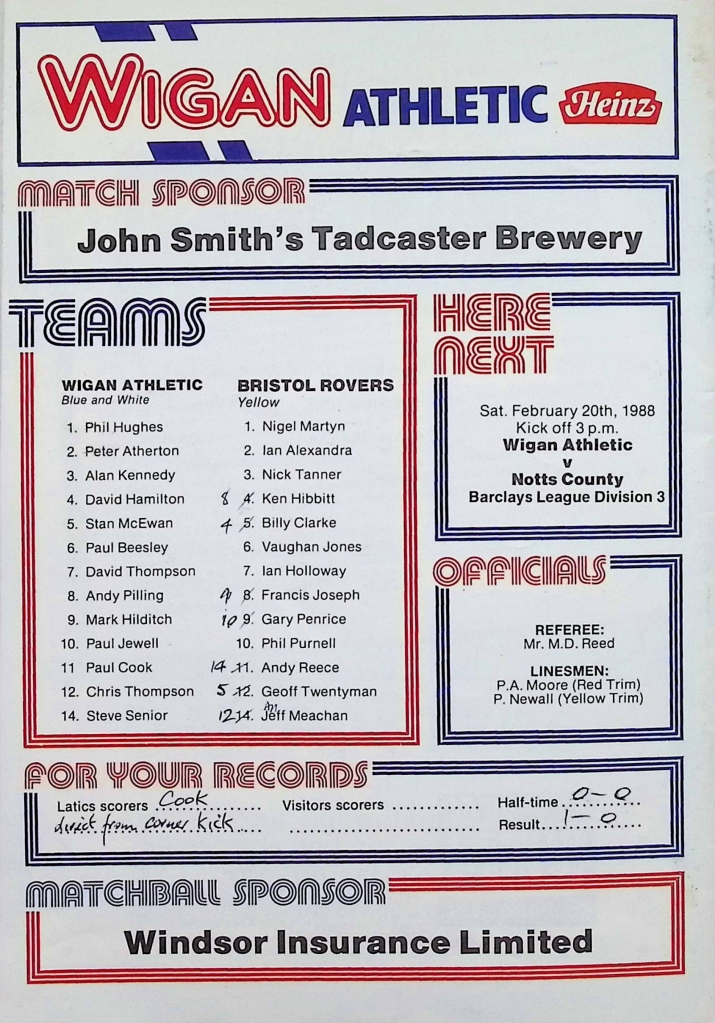 WIGAN ATHLETIC Heinz
MATCH SPONSOR
John Smith's Tadcaster Brewery
TEAMS
WIGAN ATHLETIC
Blue and White
1. Phil Hughes
2. Peter Atherton
3. Alan Kennedy
4. David Hamilton
5. Stan McEwan
6. Paul Beesley
7. David Thompson
8. Andy Pilling
9. Mark Hilditch
10. Paul Jewell
11 Paul Cook
12. Chris Thompson
14. Steve Senior
BRISTOL ROVERS
Yellow
1. Nigel Martyn
2. Ian Alexandra
3. Nick Tanner
8 4. Ken Hibbitt
4 5. Billy Clarke
6. Vaughan Jones
7. Ian Holloway
9 8. Francis Joseph
10 9. Gary Penrice
10. Phil Purnell
14 11. Andy Reece
5 12. Geoff Twentyman
12 14. Jeff Meachan
HERE
NEXT
Sat. February 20th, 1988
Kick off 3 p.m.
Wigan Athletic
v
Notts County
Barclays League Division 3
OFFICIALS
REFEREE:
Mr. M.D. Reed
LINESMEN:
P.A. Moore (Red Trim)
P. Newall (Yellow Trim)
FOR YOUR RECORDS
Latics scorers Cook
direct from corner kick
Visitors scorers
Half-time 0-0
Result 1-0
MATCHBALL SPONSOR
Windsor Insurance Limited